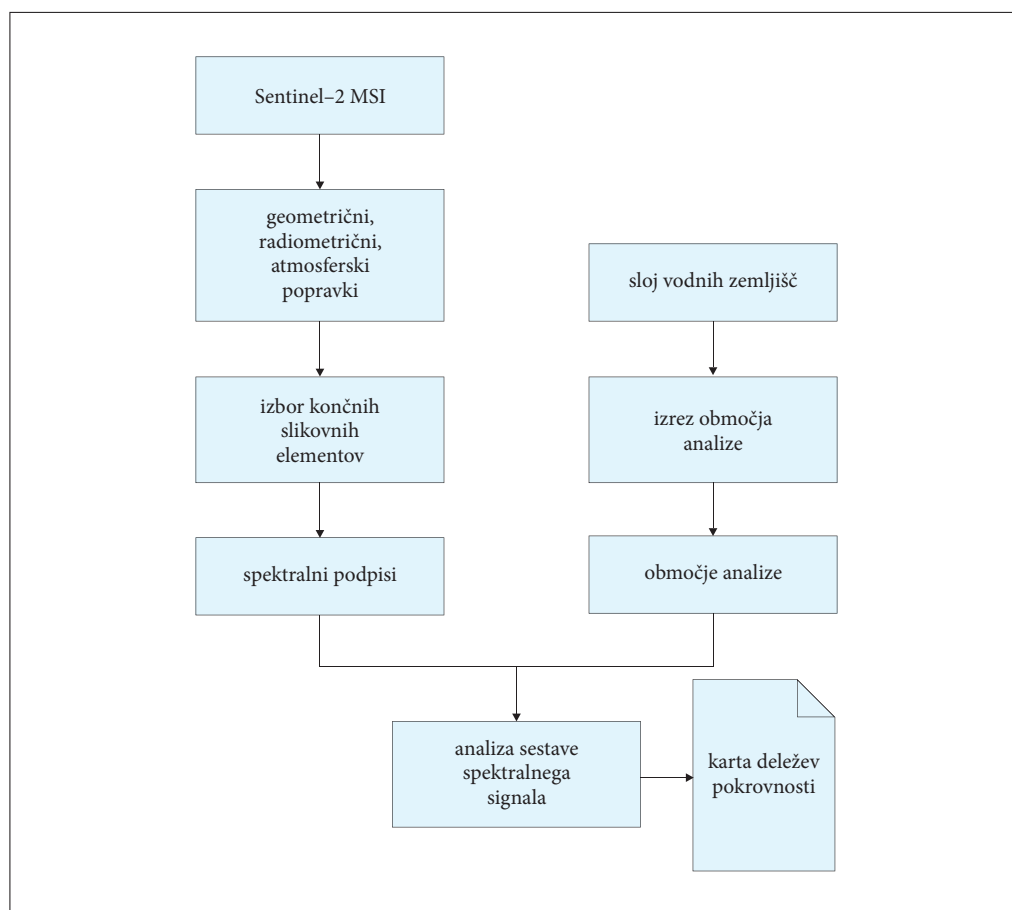 Sentinel–2 MSI
geometrični,
radiometrični,
atmosferski
popravki
izbor končnih
slikovnih
elementov
spektralni podpisi
sloj vodnih zemljišč
izrez območja
analize
območje analize
analiza sestave
spektralnega
signala
karta deležev
pokrovnosti